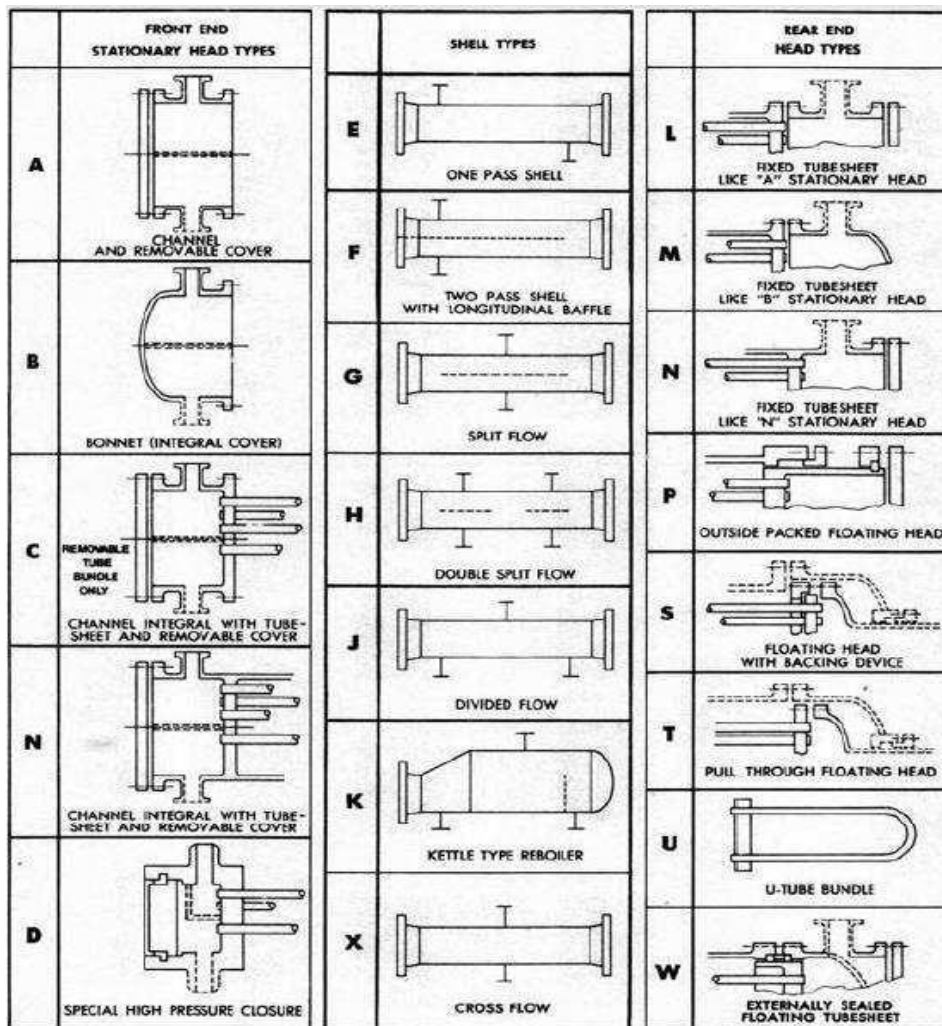 FRONT END
STATIONARY HEAD TYPES
A
CHANNEL
AND REMOVABLE COVER
B
BONNET (INTEGRAL COVER)
C
REMOVABLE
TUBE
BUNDLE
ONLY
CHANNEL INTEGRAL WITH TUBE-
SHEET AND REMOVABLE COVER
N
CHANNEL INTEGRAL WITH TUBE-
SHEET AND REMOVABLE COVER
D
SPECIAL HIGH PRESSURE CLOSURE
SHELL TYPES
E
ONE PASS SHELL
F
TWO PASS SHELL
WITH LONGITUDINAL BAFFLE
G
SPLIT FLOW
H
DOUBLE SPLIT FLOW
J
DIVIDED FLOW
K
KETTLE TYPE REBOILER
X
CROSS FLOW
REAR END
HEAD TYPES
L
FIXED TUBESHEET
LIKE "A" STATIONARY HEAD
M
FIXED TUBESHEET
LIKE "B" STATIONARY HEAD
N
FIXED TUBESHEET
LIKE "N" STATIONARY HEAD
P
OUTSIDE PACKED FLOATING HEAD
S
FLOATING HEAD
WITH BACKING DEVICE
T
PULL THROUGH FLOATING HEAD
U
U-TUBE BUNDLE
W
EXTERNALLY SEALED
FLOATING TUBESHEET